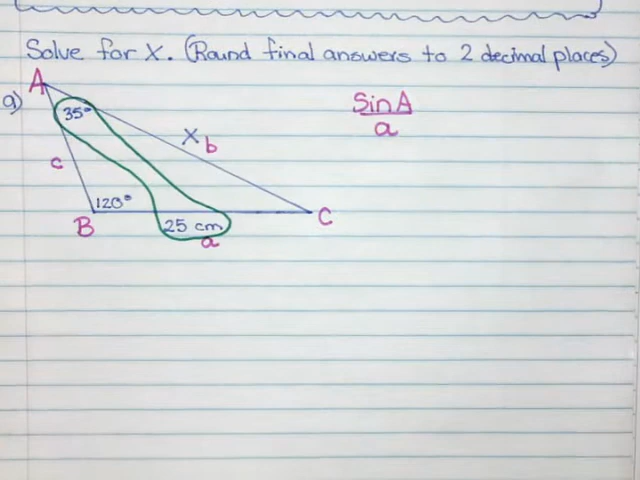 Solve for X. (Round final answers to 2 decimal places)
a)
A
35°
X b
c
120°
B
25 cm
a
C
Sin A
a